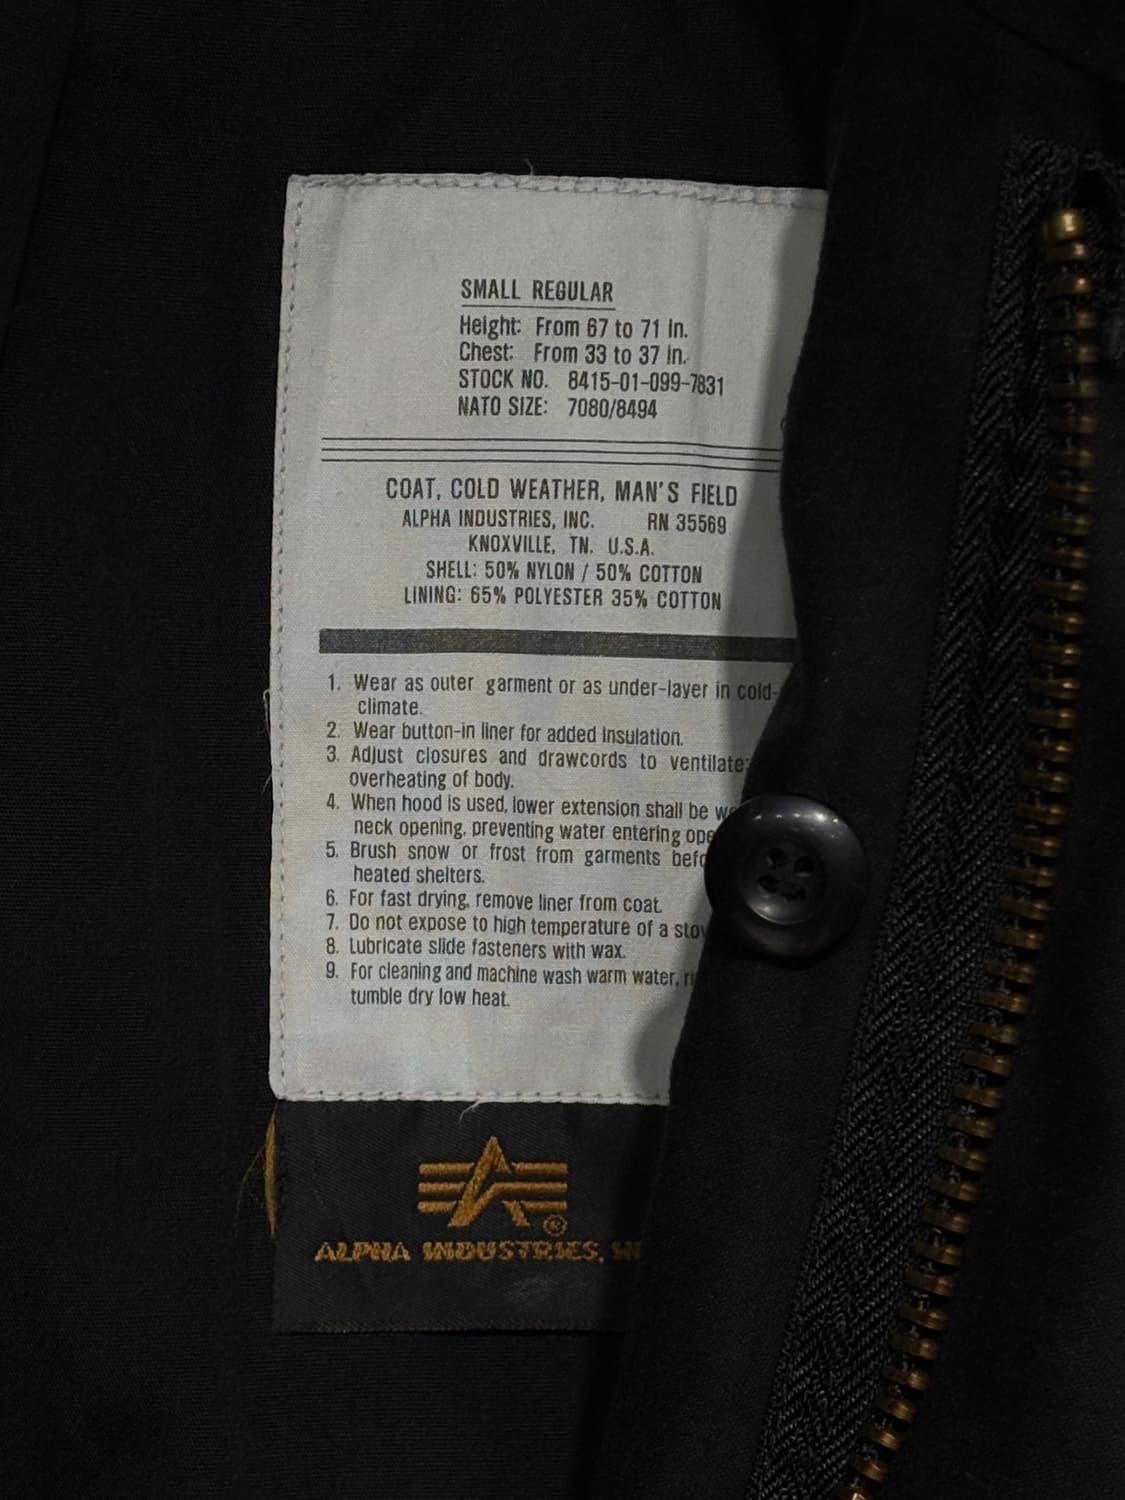 SMALL REGULAR
Height: From 67 to 71 in.
Chest: From 33 to 37 in.
STOCK NO. 8415-01-099-7831
NATO SIZE: 7080/8494
COAT, COLD WEATHER, MAN'S FIELD
ALPHA INDUSTRIES, INC. RN 35569
KNOXVILLE, TN. U.S.A.
SHELL: 50% NYLON / 50% COTTON
LINING: 65% POLYESTER 35% COTTON
1. Wear as outer garment or as under-layer in cold-
climate.
2. Wear button-in liner for added insulation.
3. Adjust closures and drawcords to ventilate;
overheating of body.
4. When hood is used, lower extension shall be
neck opening, preventing water entering
5. Brush snow or frost from garments
heated shelters.
6. For fast drying, remove liner from coat.
7. Do not expose to high temperature of a
8. Lubricate slide fasteners with wax.
9. For cleaning and machine wash warm water,
tumble dry low heat.
®
ALPHA INDUSTRIES,